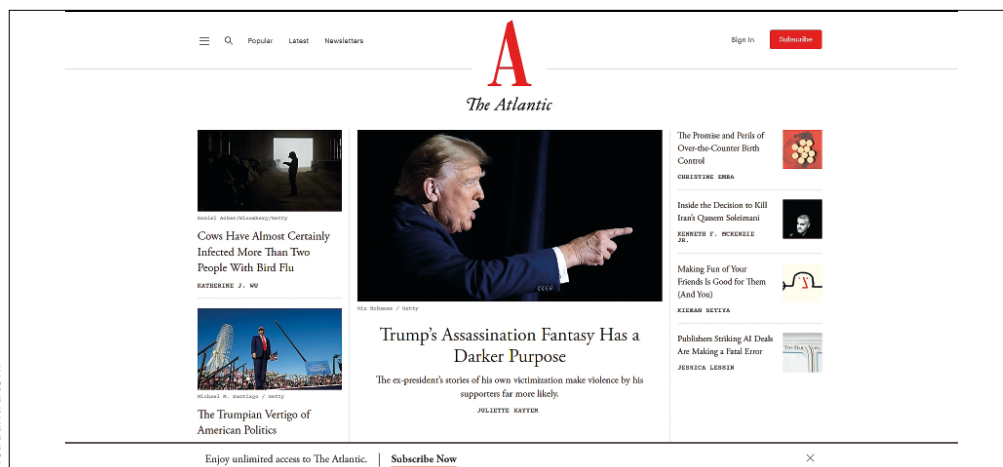 Popular Latest Newsletters
Sign In
Subscribe
A
The Atlantic
Daniel Acker/Bloomberg/Getty
Cows Have Almost Certainly
Infected More Than Two
People With Bird Flu
KATHERINE J. WU
Michael M. Santiago / Getty
The Trumpian Vertigo of
American Politics
Win McNamee / Getty
Trump's Assassination Fantasy Has a
Darker Purpose
The ex-president's stories of his own victimization make violence by his
supporters far more likely.
JULIETTE KAYYEM
The Promise and Perils of
Over-the-Counter Birth
Control
CHRISTINE EMBA
Inside the Decision to Kill
Iran's Qassem Soleimani
KENNETH F. MCKENZIE
JR.
Making Fun of Your
Friends Is Good for Them
(And You)
KIERAN SETIYA
Publishers Striking AI Deals
Are Making a Fatal Error
JESSICA LESSIN
Enjoy unlimited access to The Atlantic. | Subscribe Now